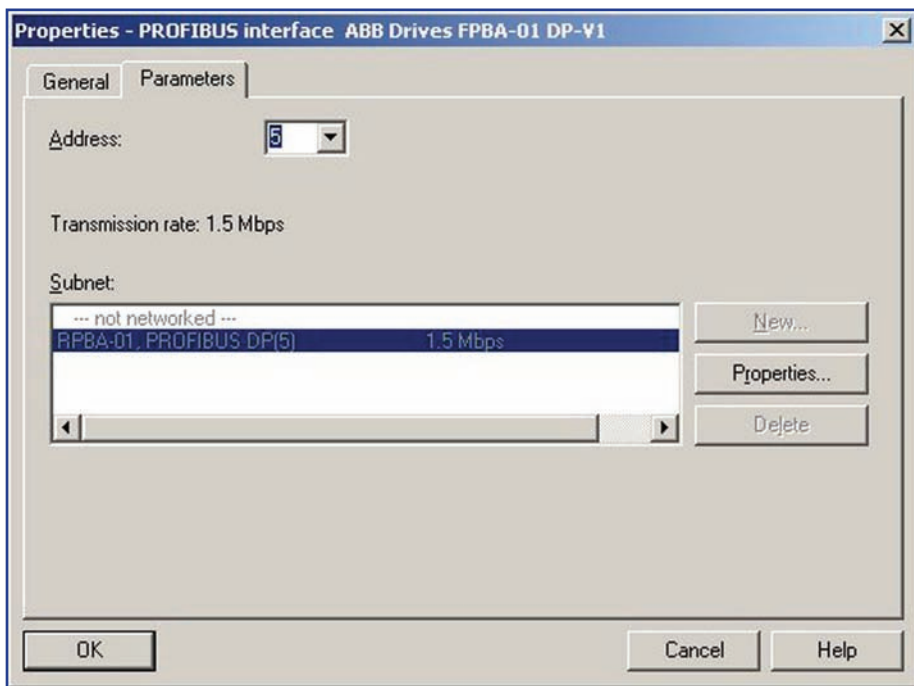 Properties - PROFIBUS interface ABB Drives FPBA-01 DP-V1
General Parameters
Address: 5
Transmission rate: 1.5 Mbps
Subnet:
--- not networked ---
RPBA-01, PROFIBUS DP(5) 1.5 Mbps
New...
Properties...
Delete
OK Cancel Help